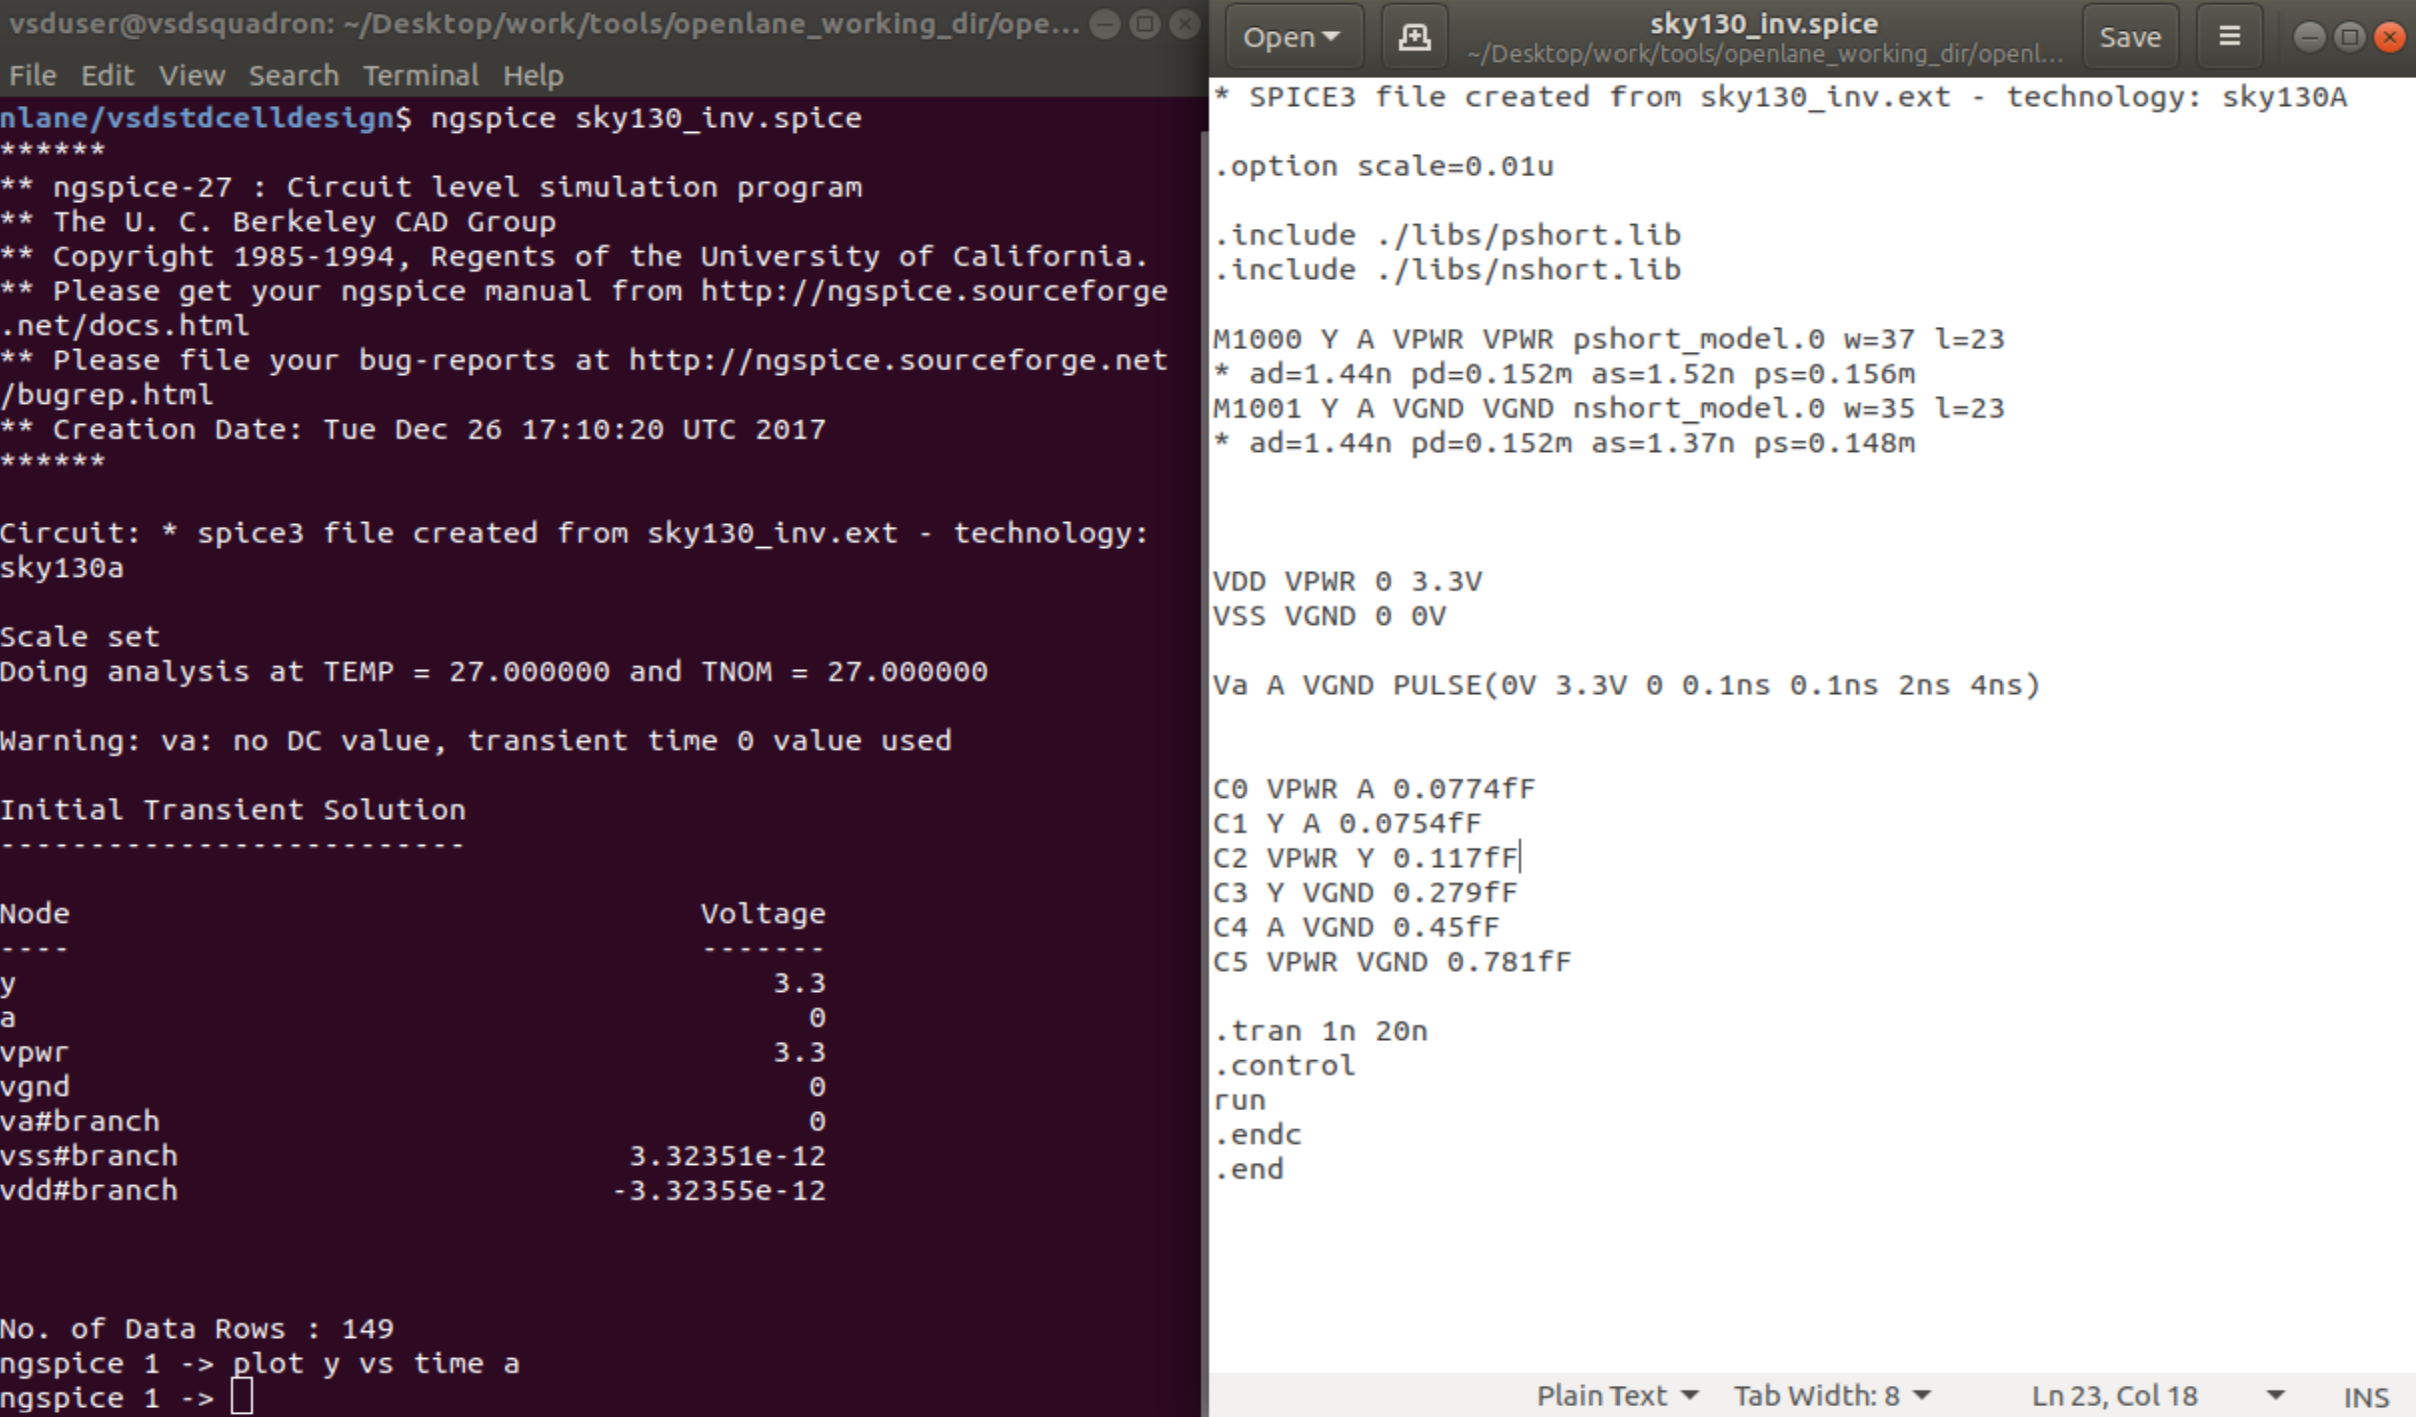 vsduser@vsdsquadron: ~/Desktop/work/tools/openlane_working_dir/ope...
File Edit View Search Terminal Help
nlane/vsdstdcelldesign$ ngspice sky130_inv.spice
******
** ngspice-27 : Circuit level simulation program
** The U. C. Berkeley CAD Group
** Copyright 1985-1994, Regents of the University of California.
** Please get your ngspice manual from http://ngspice.sourceforge
.net/docs.html
** Please file your bug-reports at http://ngspice.sourceforge.net
/bugrep.html
** Creation Date: Tue Dec 26 17:10:20 UTC 2017
******
Circuit: * spice3 file created from sky130_inv.ext - technology:
sky130a
Scale set
Doing analysis at TEMP = 27.000000 and TNOM = 27.000000
Warning: va: no DC value, transient time 0 value used
Initial Transient Solution
--------------------------
Node Voltage
---- -------
y 3.3
a 0
vpwr 3.3
vgnd 0
va#branch 0
vss#branch 3.32351e-12
vdd#branch -3.32355e-12
No. of Data Rows : 149
ngspice 1 -> plot y vs time a
ngspice 1 ->
Open
sky130_inv.spice
~/Desktop/work/tools/openlane_working_dir/openl...
Save
* SPICE3 file created from sky130_inv.ext - technology: sky130A
.option scale=0.01u
.include ./libs/pshort.lib
.include ./libs/nshort.lib
M1000 Y A VPWR VPWR pshort_model.0 w=37 l=23
* ad=1.44n pd=0.152m as=1.52n ps=0.156m
M1001 Y A VGND VGND nshort_model.0 w=35 l=23
* ad=1.44n pd=0.152m as=1.37n ps=0.148m
VDD VPWR 0 3.3V
VSS VGND 0 0V
Va A VGND PULSE(0V 3.3V 0 0.1ns 0.1ns 2ns 4ns)
C0 VPWR A 0.0774fF
C1 Y A 0.0754fF
C2 VPWR Y 0.117fF
C3 Y VGND 0.279fF
C4 A VGND 0.45fF
C5 VPWR VGND 0.781fF
.tran 1n 20n
.control
run
.endc
.end
Plain Text Tab Width: 8 Ln 23, Col 18 INS